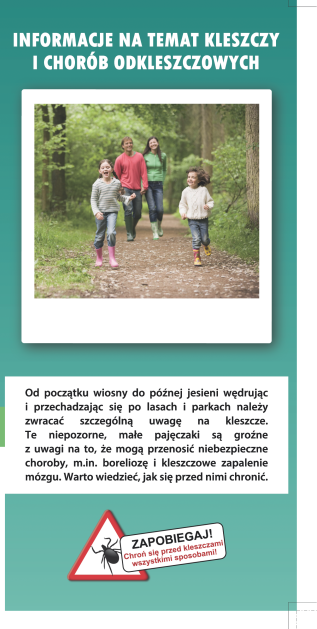 INFORMACJE NA TEMAT KLESZCZY
I CHORÓB ODKLESZCZOWYCH
Od początku wiosny do późnej jesieni wędrując
i przechadzając się po lasach i parkach należy
zwracać szczególną uwagę na kleszcze.
Te niepozorne, małe pajęczaki są groźne
z uwagi na to, że mogą przenosić niebezpieczne
choroby, m.in. boreliozę i kleszczowe zapalenie
mózgu. Warto wiedzieć, jak się przed nimi chronić.
ZAPOBIEGAJ!
Chroń się przed kleszczami
wszystkimi sposobami!